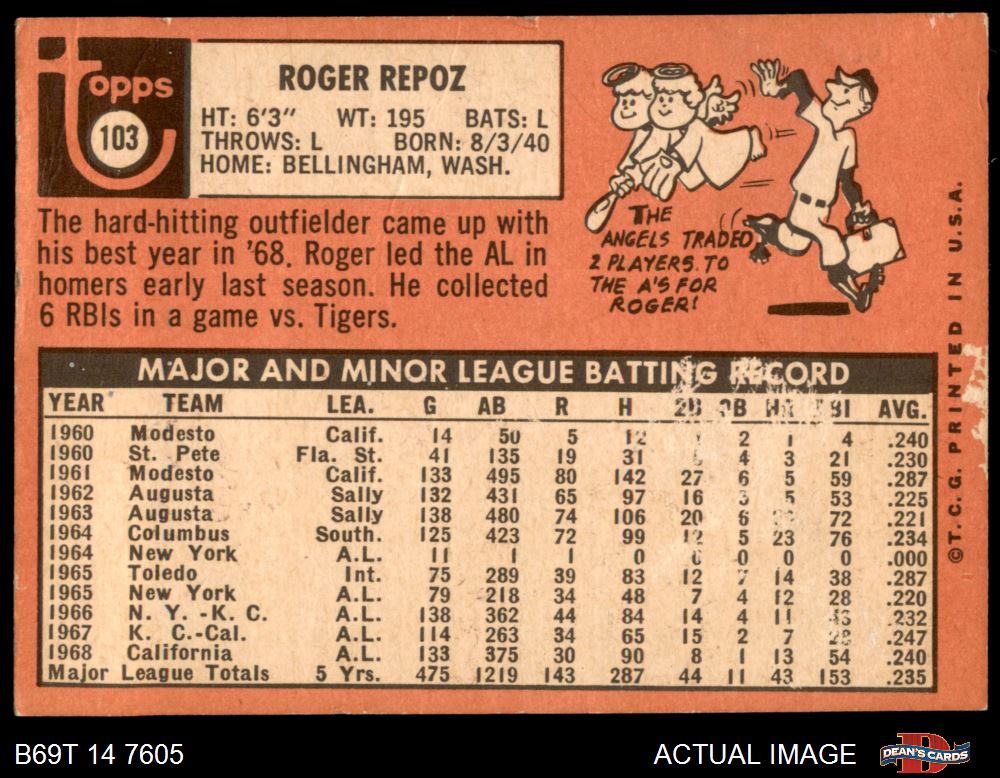 topps
103
ROGER REPOZ
HT: 6'3" WT: 195 BATS: L
THROWS: L BORN: 8/3/40
HOME: BELLINGHAM, WASH.
The hard-hitting outfielder came up with
his best year in '68. Roger led the AL in
homers early last season. He collected
6 RBIs in a game vs. Tigers.
THE
ANGELS TRADED
2 PLAYERS TO
THE A'S FOR
ROGER!
MAJOR AND MINOR LEAGUE BATTING RECORD
YEAR TEAM LEA. G AB R H 2B 3B HR RBI AVG.
1960 Modesto Calif. 14 50 5 12 2 1 4 .240
1960 St. Pete Fla. St. 41 135 19 31 4 3 21 .230
1961 Modesto Calif. 133 495 80 142 27 6 5 59 .287
1962 Augusta Sally 132 431 65 97 16 3 5 53 .225
1963 Augusta Sally 138 480 74 106 20 6 72 .221
1964 Columbus South. 125 423 72 99 12 5 23 76 .234
1964 New York A.L. 11 1 1 0 0 0 0 0 .000
1965 Toledo Int. 75 289 39 83 12 7 14 38 .287
1965 New York A.L. 79 218 34 48 7 4 12 28 .220
1966 N. Y. -K. C. A.L. 138 362 44 84 14 4 11 43 .232
1967 K. C.-Cal. A.L. 114 263 34 65 15 2 7 28 .247
1968 California A.L. 133 375 30 90 8 1 13 54 .240
Major League Totals 5 Yrs. 475 1219 143 287 44 11 43 153 .235
©T.C.G. PRINTED IN U.S.A.
B69T 14 7605
ACTUAL IMAGE
DEAN'S CARDS